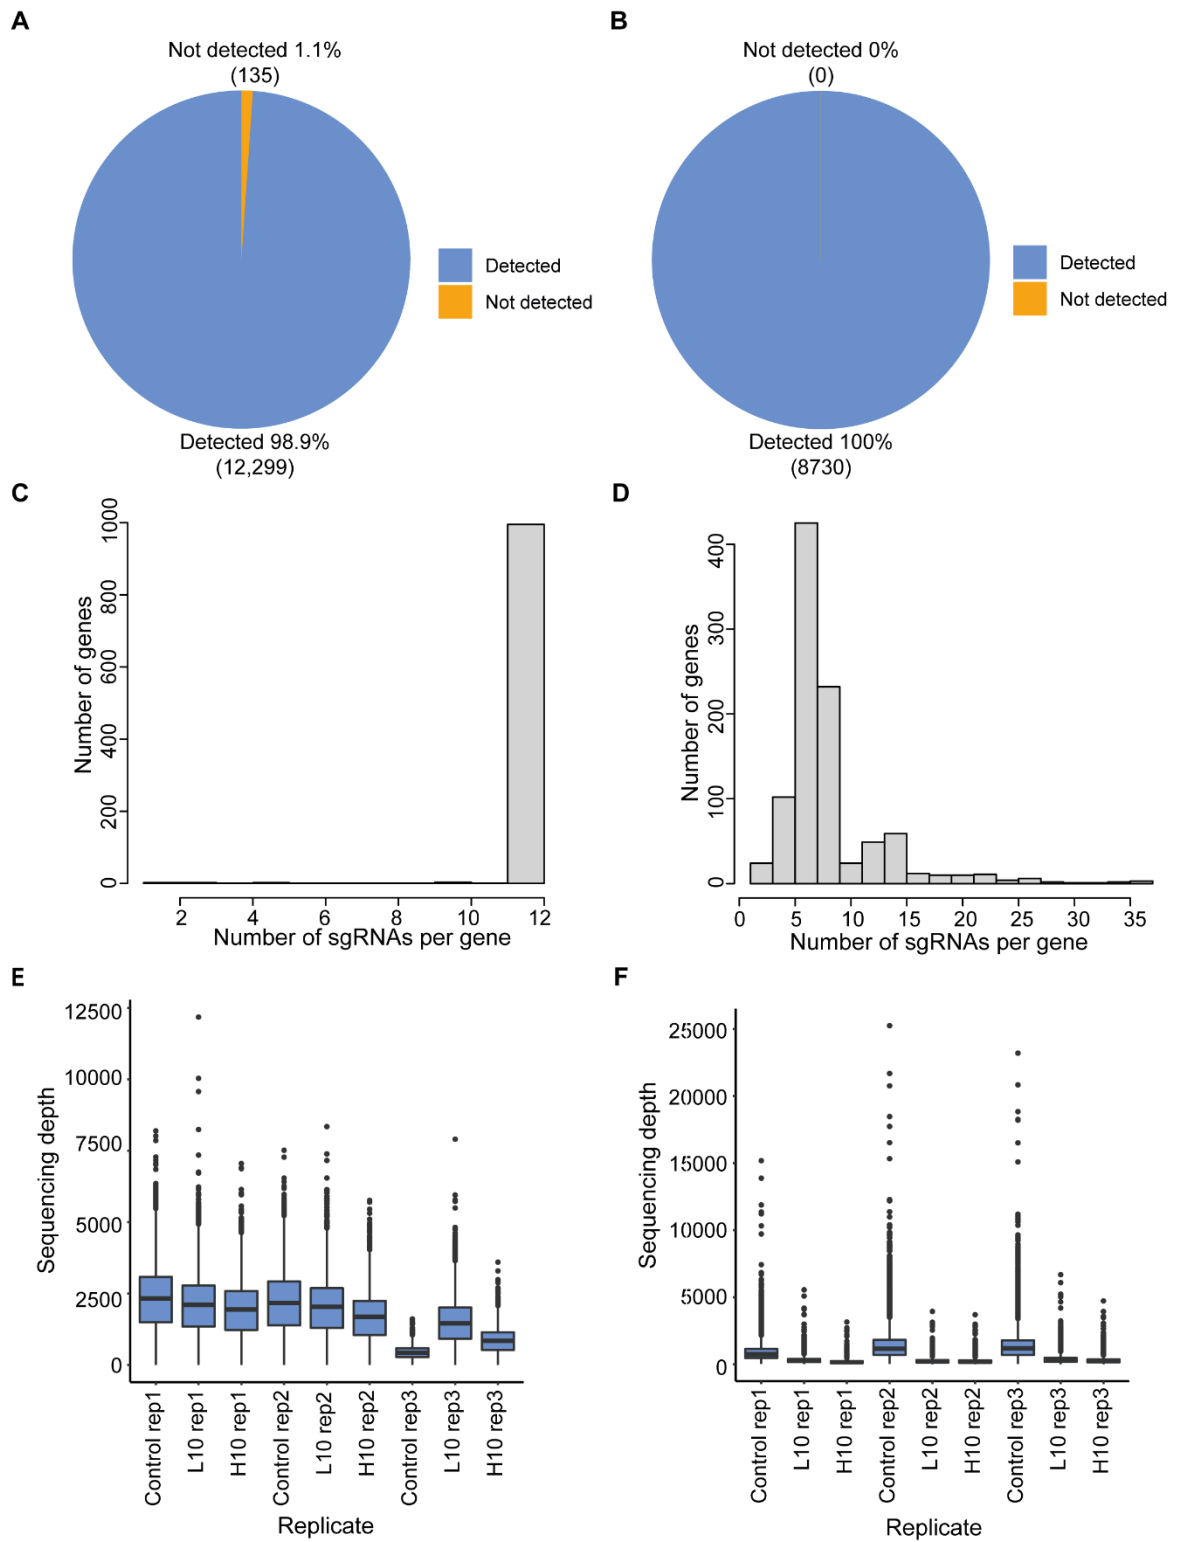 A
Not detected 1.1%
(135)
Detected
Not detected
Detected 98.9%
(12,299)
B
Not detected 0%
(0)
Detected
Not detected
Detected 100%
(8730)
C
Number of genes
1000
800
600
400
200
0
2 4 6 8 10 12
Number of sgRNAs per gene
D
Number of genes
400
300
200
100
0
0 5 10 15 20 25 30 35
Number of sgRNAs per gene
E
Sequencing depth
12500
10000
7500
5000
2500
0
Control rep1
L10 rep1
H10 rep1
Control rep2
L10 rep2
H10 rep2
Control rep3
L10 rep3
H10 rep3
Replicate
F
Sequencing depth
25000
20000
15000
10000
5000
0
Control rep1
L10 rep1
H10 rep1
Control rep2
L10 rep2
H10 rep2
Control rep3
L10 rep3
H10 rep3
Replicate